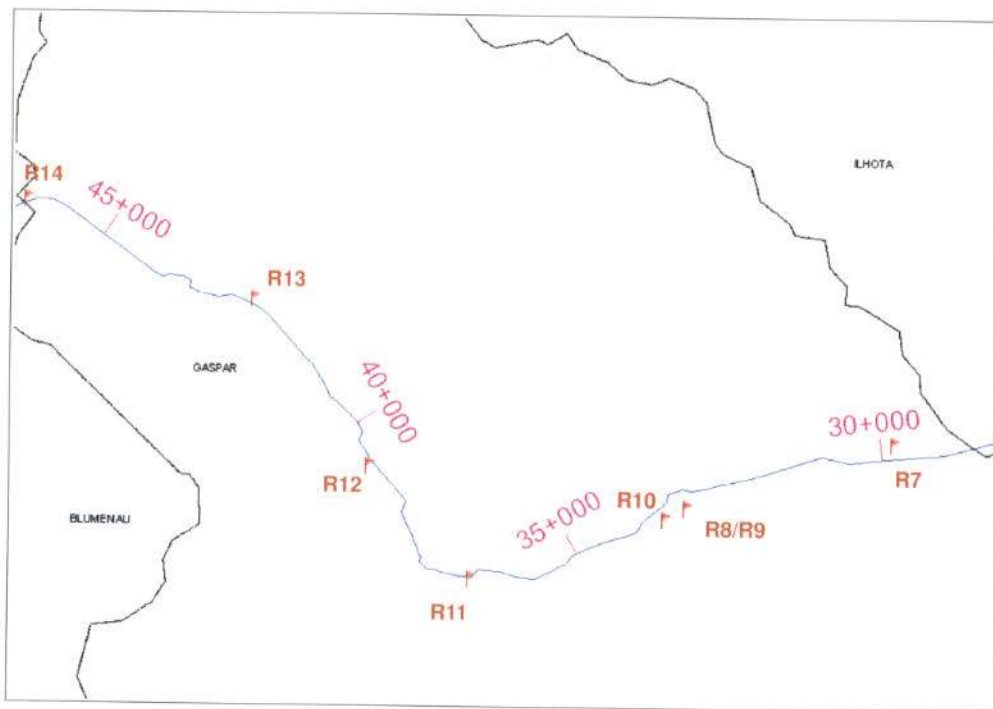 ILHOTA
R14
45+000
R13
GASPAR
40+000
30+000
R7
R12
R10
R8/R9
35+000
BLUMENAU
R11